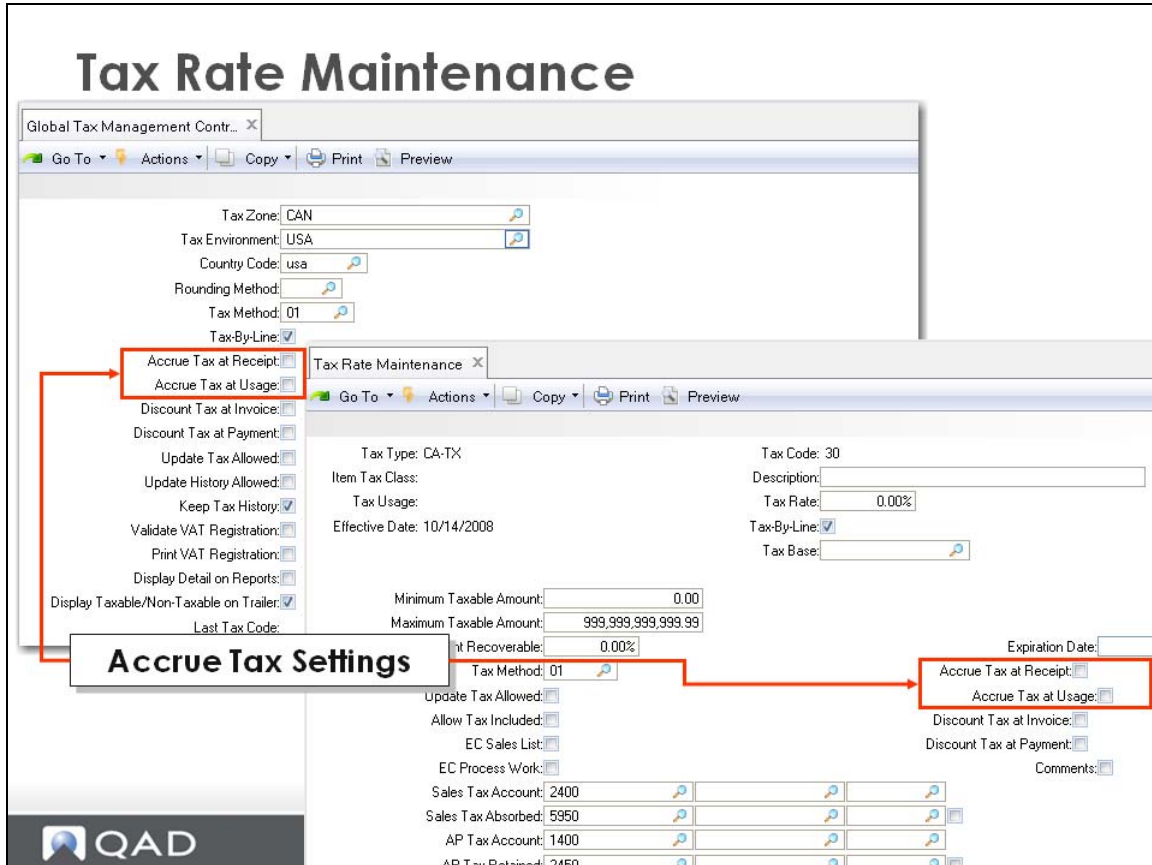 Tax Rate Maintenance
Global Tax Management Contr...
Go To Actions Copy Print Preview
Tax Zone: CAN
Tax Environment: USA
Country Code: usa
Rounding Method:
Tax Method: 01
Tax-By-Line:
Accrue Tax at Receipt:
Accrue Tax at Usage:
Discount Tax at Invoice:
Discount Tax at Payment:
Update Tax Allowed:
Update History Allowed:
Keep Tax History:
Validate VAT Registration:
Print VAT Registration:
Display Detail on Reports:
Display Taxable/Non-Taxable on Trailer:
Last Tax Code:
Tax Rate Maintenance
Go To Actions Copy Print Preview
Tax Type: CA-TX Tax Code: 30
Item Tax Class: Description:
Tax Usage: Tax Rate: 0.00%
Effective Date: 10/14/2008 Tax-By-Line:
Tax Base:
Minimum Taxable Amount: 0.00
Maximum Taxable Amount: 999,999,999,999.99
Recoverable: 0.00% Expiration Date:
Tax Method: 01 Accrue Tax at Receipt:
Update Tax Allowed: Accrue Tax at Usage:
Allow Tax Included: Discount Tax at Invoice:
EC Sales List: Discount Tax at Payment:
EC Process Work: Comments:
Sales Tax Account: 2400
Sales Tax Absorbed: 5950
AP Tax Account: 1400
AP Tax Retained: 2450
Accrue Tax Settings
QAD